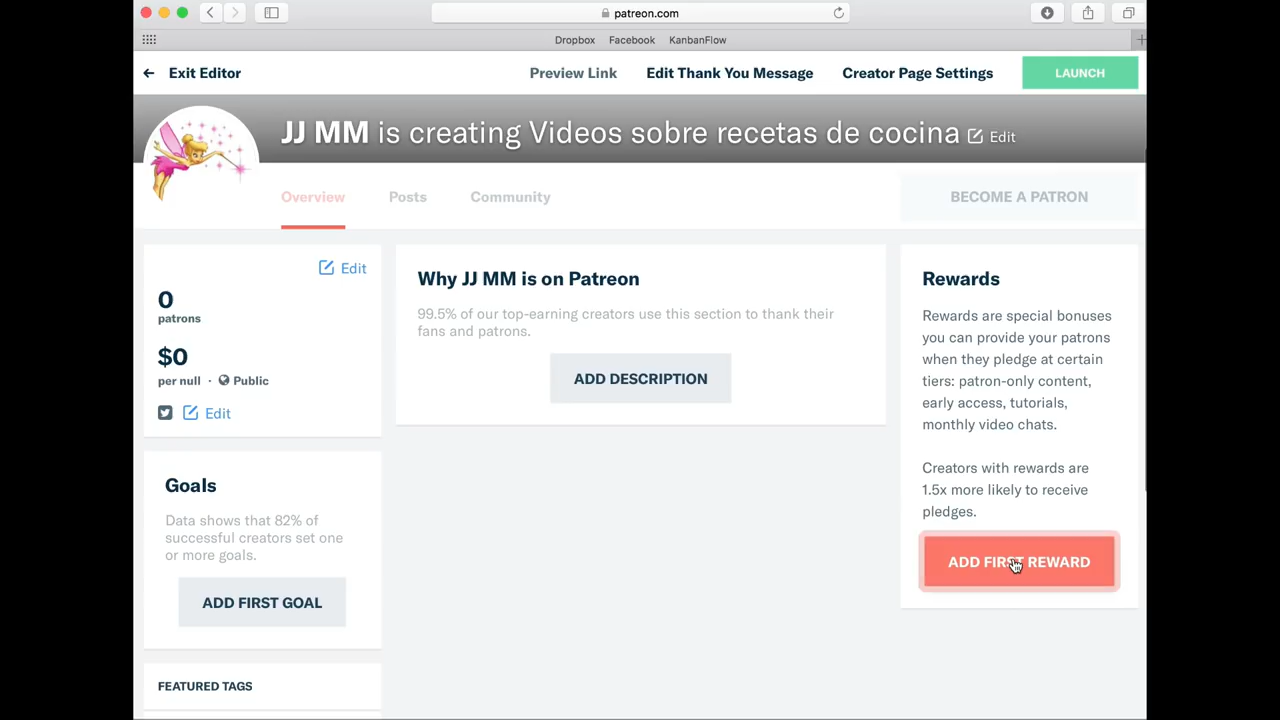 patreon.com
Dropbox Facebook KanbanFlow
Exit Editor Preview Link Edit Thank You Message Creator Page Settings LAUNCH
JJ MM is creating Videos sobre recetas de cocina Edit
Overview Posts Community BECOME A PATRON
Edit
0
patrons
$0
per null · Public
Edit
Goals
Data shows that 82% of
successful creators set one
or more goals.
ADD FIRST GOAL
FEATURED TAGS
Why JJ MM is on Patreon
99.5% of our top-earning creators use this section to thank their
fans and patrons.
ADD DESCRIPTION
Rewards
Rewards are special bonuses
you can provide your patrons
when they pledge at certain
tiers: patron-only content,
early access, tutorials,
monthly video chats.
Creators with rewards are
1.5x more likely to receive
pledges.
ADD FIRST REWARD